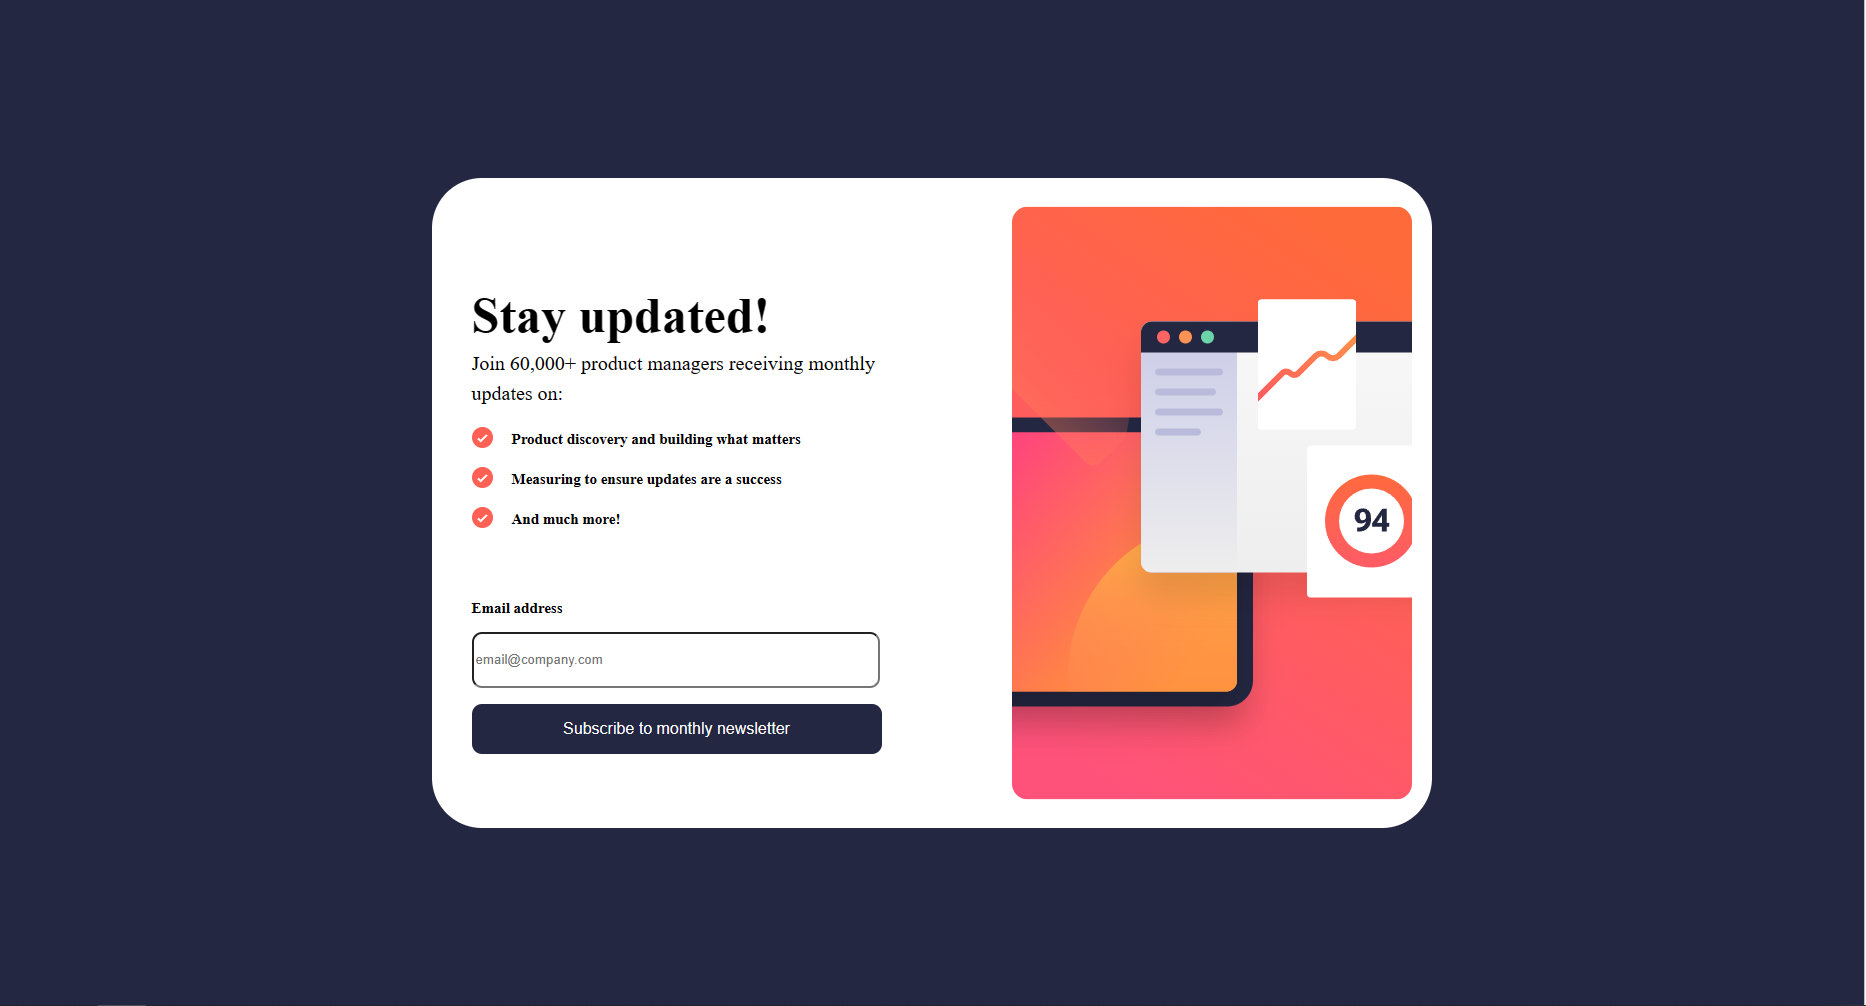 Stay updated!
Join 60,000+ product managers receiving monthly
updates on:
Product discovery and building what matters
Measuring to ensure updates are a success
And much more!
Email address
email@company.com
Subscribe to monthly newsletter
94